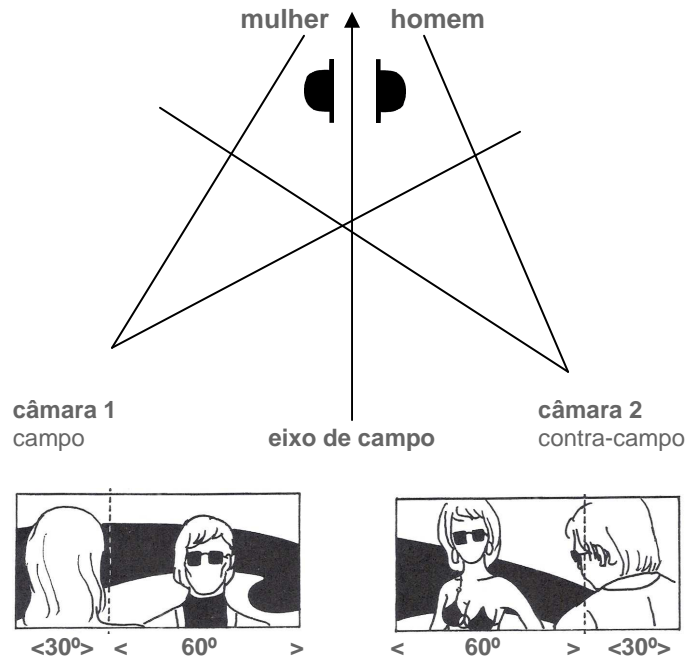 mulher homem
câmara 1
campo
eixo de campo
câmara 2
contra-campo
<30º> < 60º >
< 60º > <30º>